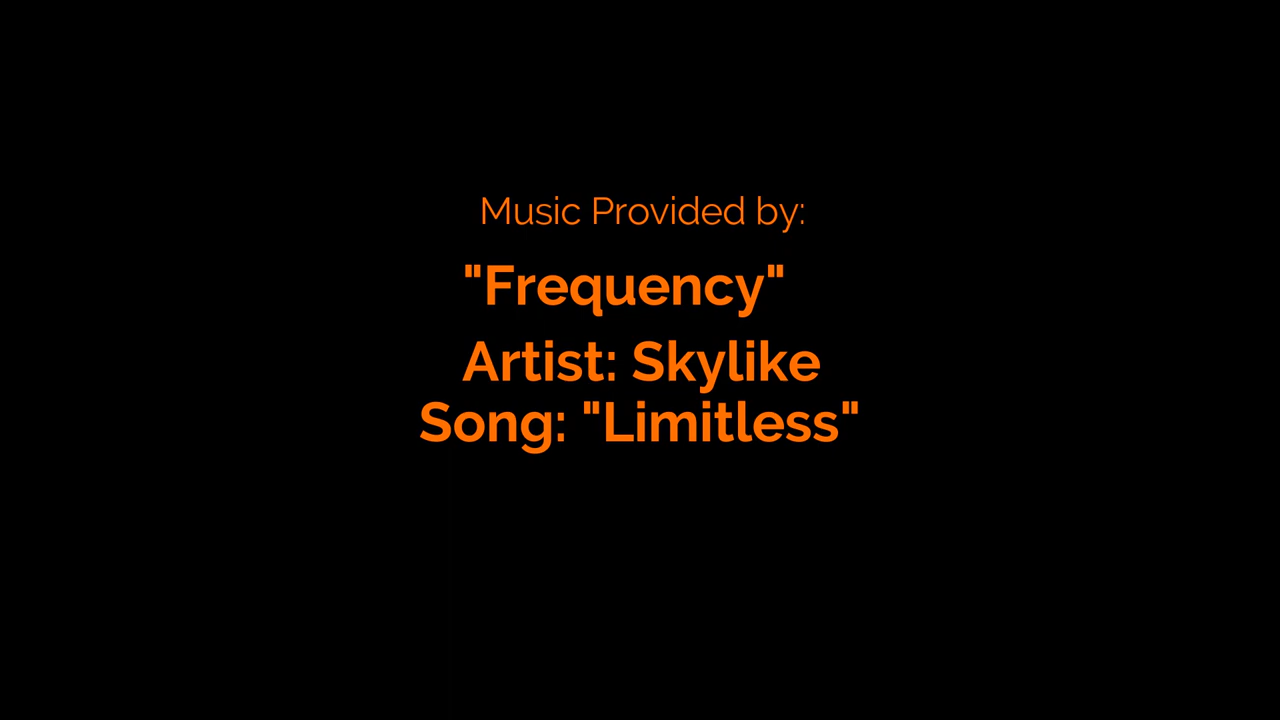 Music Provided by:
"Frequency"
Artist: Skylike
Song: "Limitless"